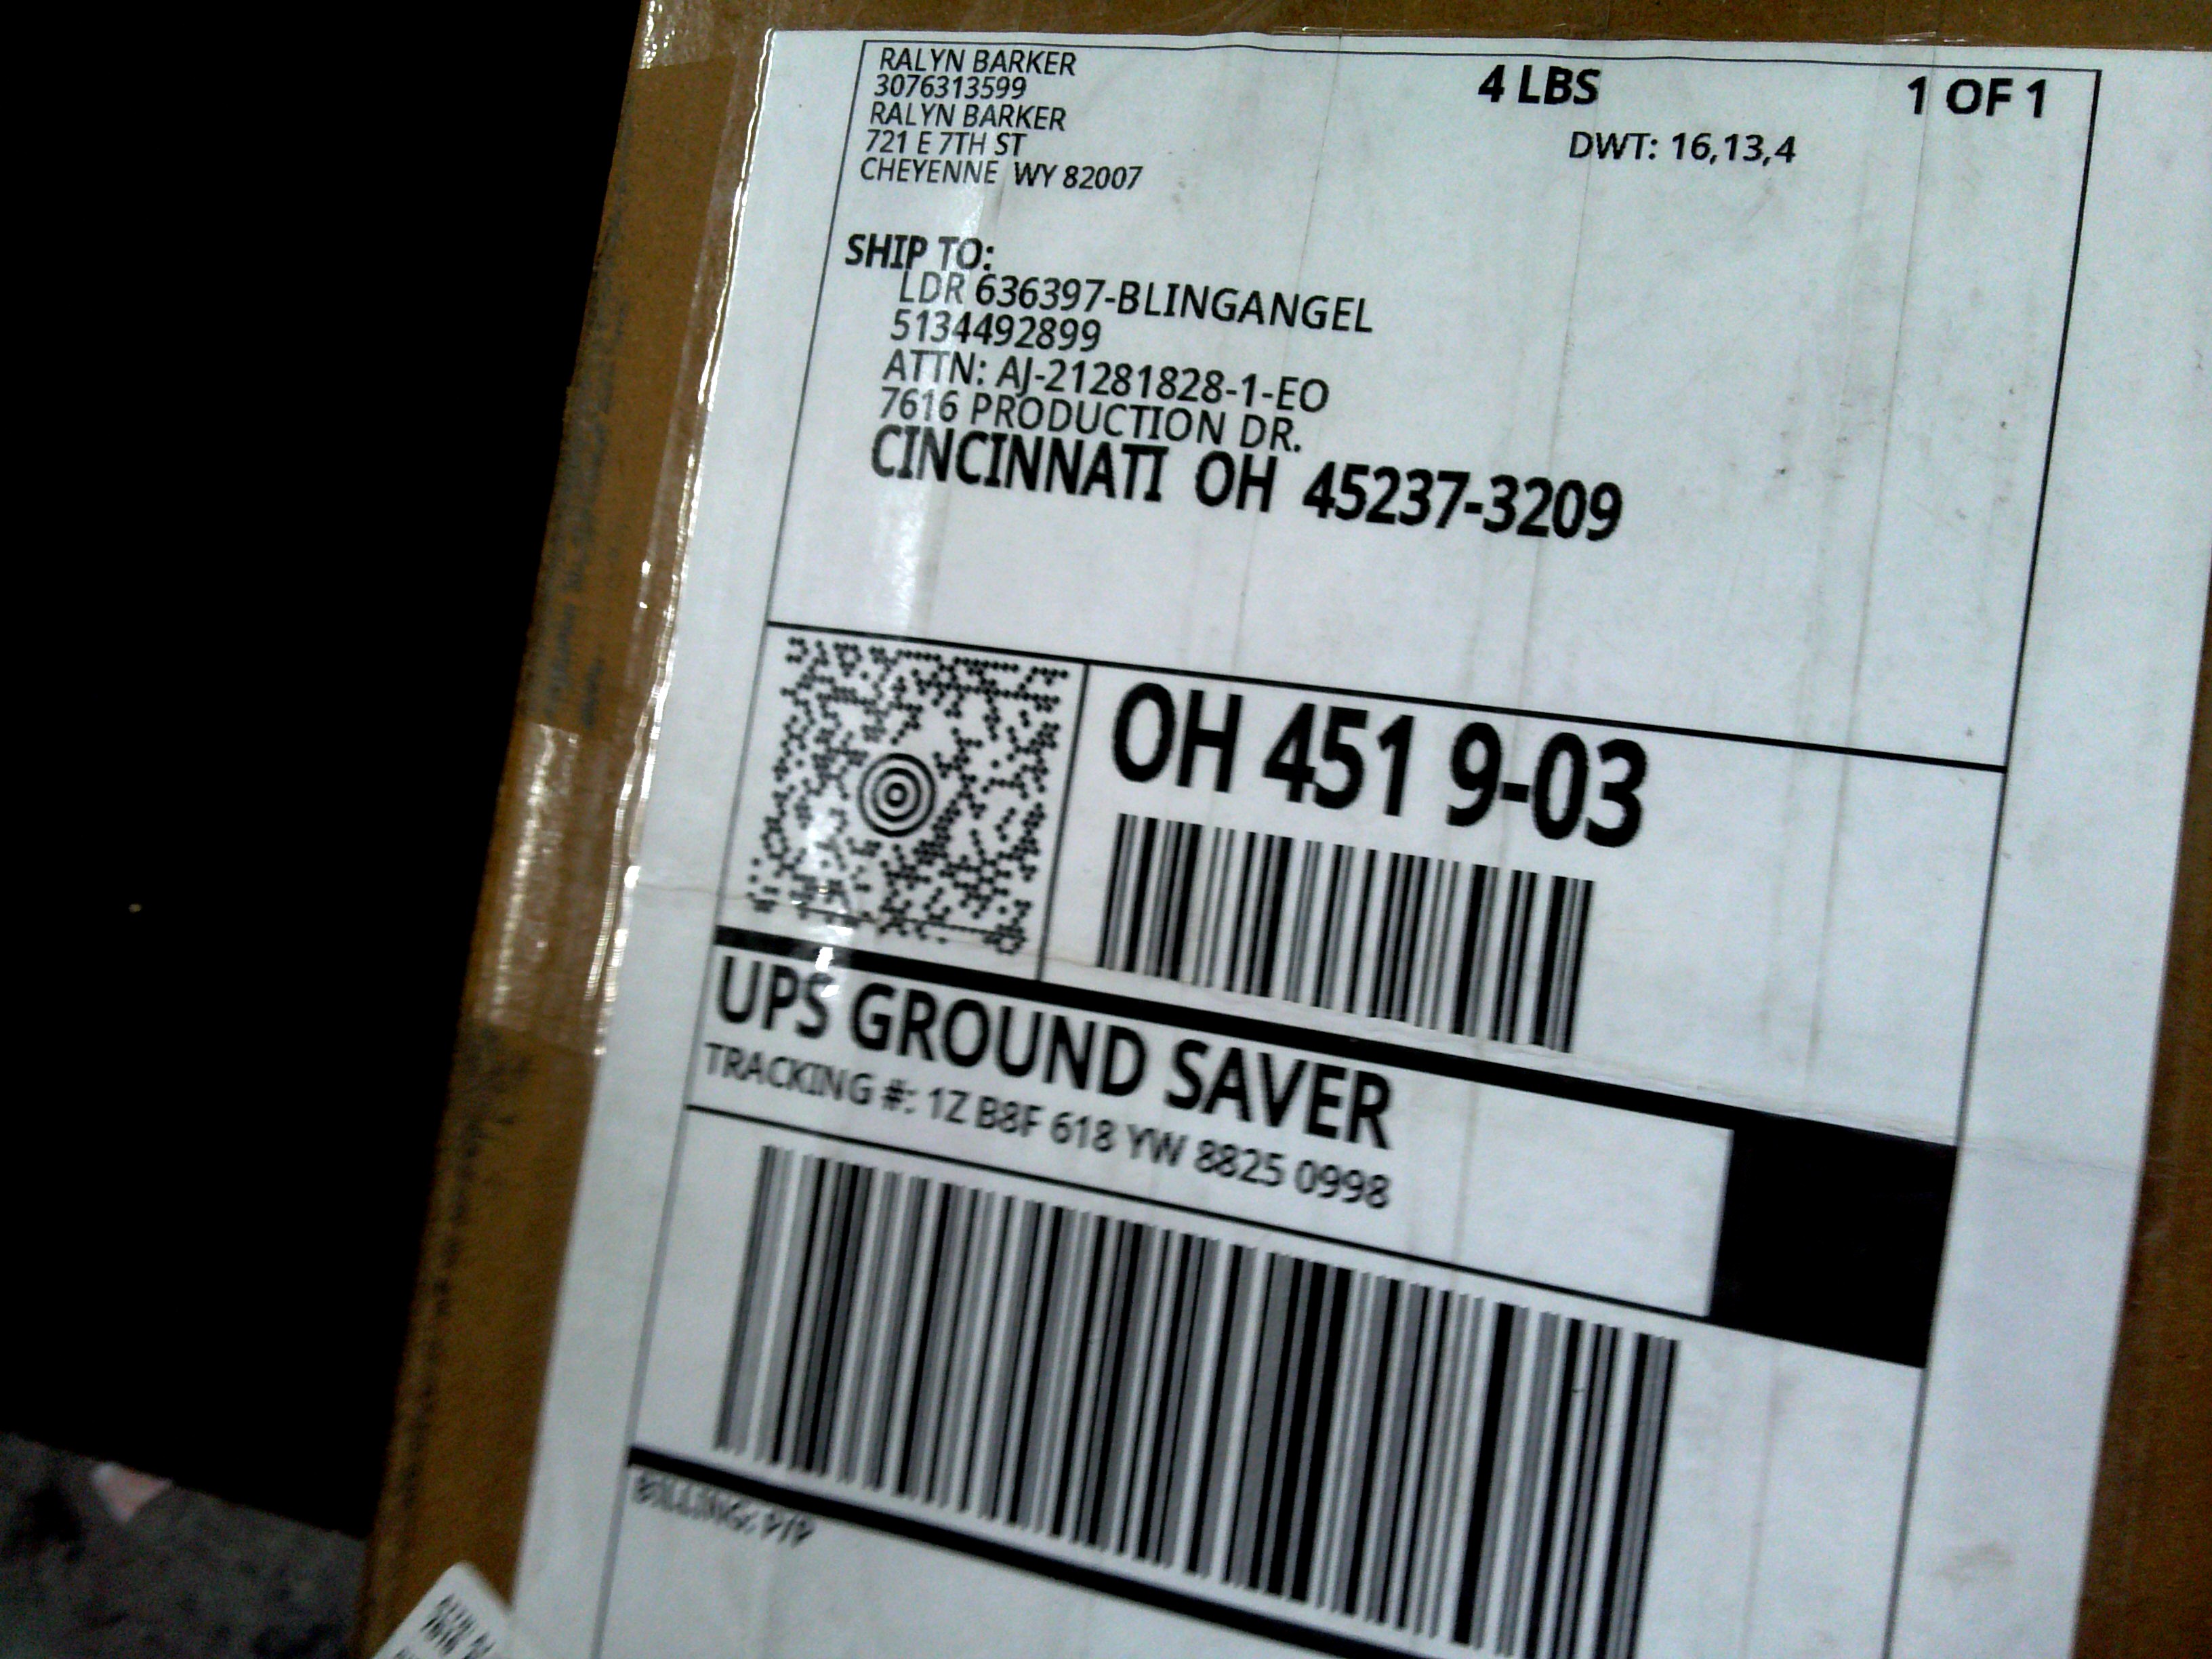 RALYN BARKER
3076313599
RALYN BARKER
721 E 7TH ST
CHEYENNE WY 82007
4 LBS
1 OF 1
DWT: 16,13,4
SHIP TO:
LDR 636397-BLINGANGEL
5134492899
ATTN: AJ-21281828-1-EO
7616 PRODUCTION DR.
CINCINNATI OH 45237-3209
OH 451 9-03
UPS GROUND SAVER
TRACKING #: 1Z B8F 618 YW 8825 0998
BILLING: P/P